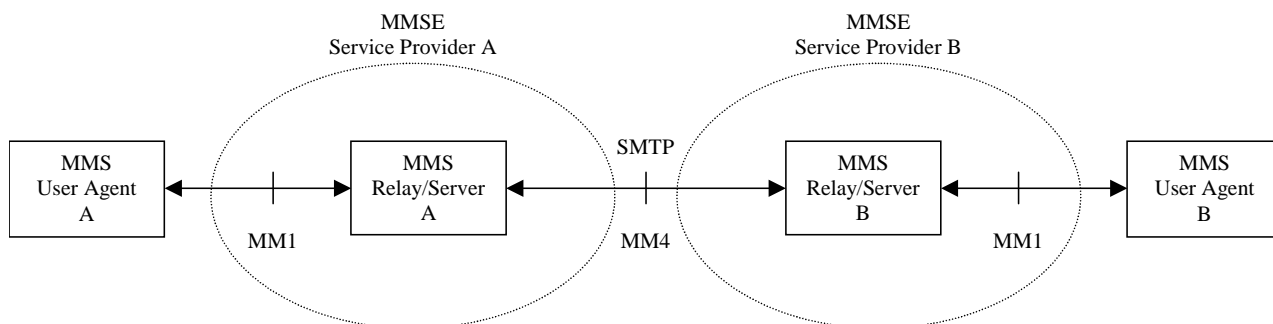 MMSE
Service Provider A
MMSE
Service Provider B
MMS
User Agent
A
MM1
MMS
Relay/Server
A
SMTP
MM4
MMS
Relay/Server
B
MM1
MMS
User Agent
B